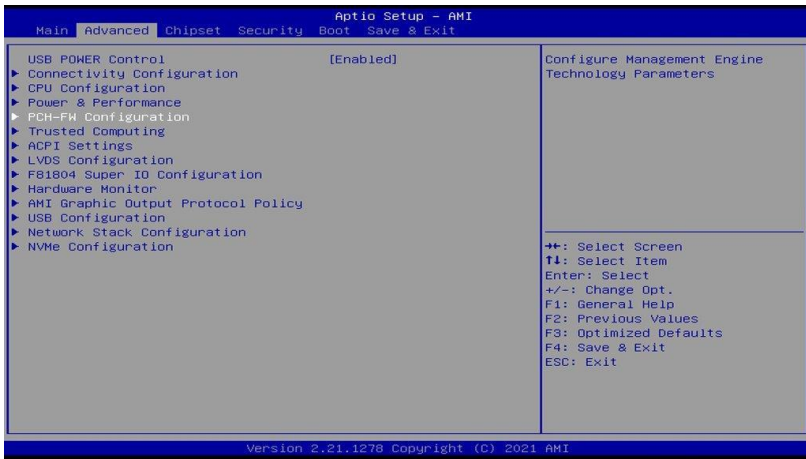 Aptio Setup – AMI
Main Advanced Chipset Security Boot Save & Exit
USB POWER Control [Enabled]
Connectivity Configuration
CPU Configuration
Power & Performance
PCH-FW Configuration
Trusted Computing
ACPI Settings
LVDS Configuration
F81804 Super IO Configuration
Hardware Monitor
AMI Graphic Output Protocol Policy
USB Configuration
Network Stack Configuration
NVMe Configuration
Configure Management Engine
Technology Parameters
→←: Select Screen
↑↓: Select Item
Enter: Select
+/-: Change Opt.
F1: General Help
F2: Previous Values
F3: Optimized Defaults
F4: Save & Exit
ESC: Exit
Version 2.21.1278 Copyright (C) 2021 AMI